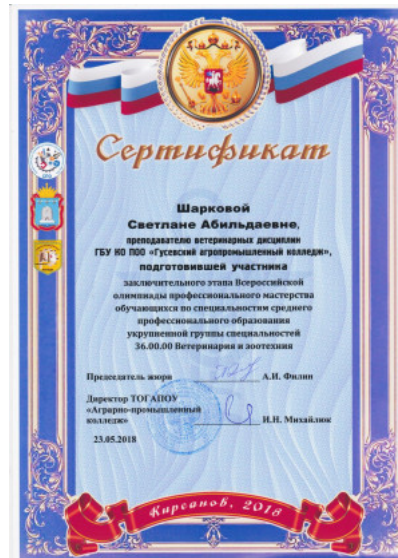 Сертификат
Шарковой
Светлане Абильдаевне,
преподавателю ветеринарных дисциплин
ГБУ КО ПОО «Гусевский агропромышленный колледж»,
подготовившей участника
заключительного этапа Всероссийской
олимпиады профессионального мастерства
обучающихся по специальностям среднего
профессионального образования
укрупненной группы специальностей
36.00.00 Ветеринария и зоотехния
Председатель жюри А.И. Филин
Директор ТОГАПОУ
«Аграрно-промышленный
колледж» И.Н. Михайлюк
23.05.2018
Кирсанов, 2018